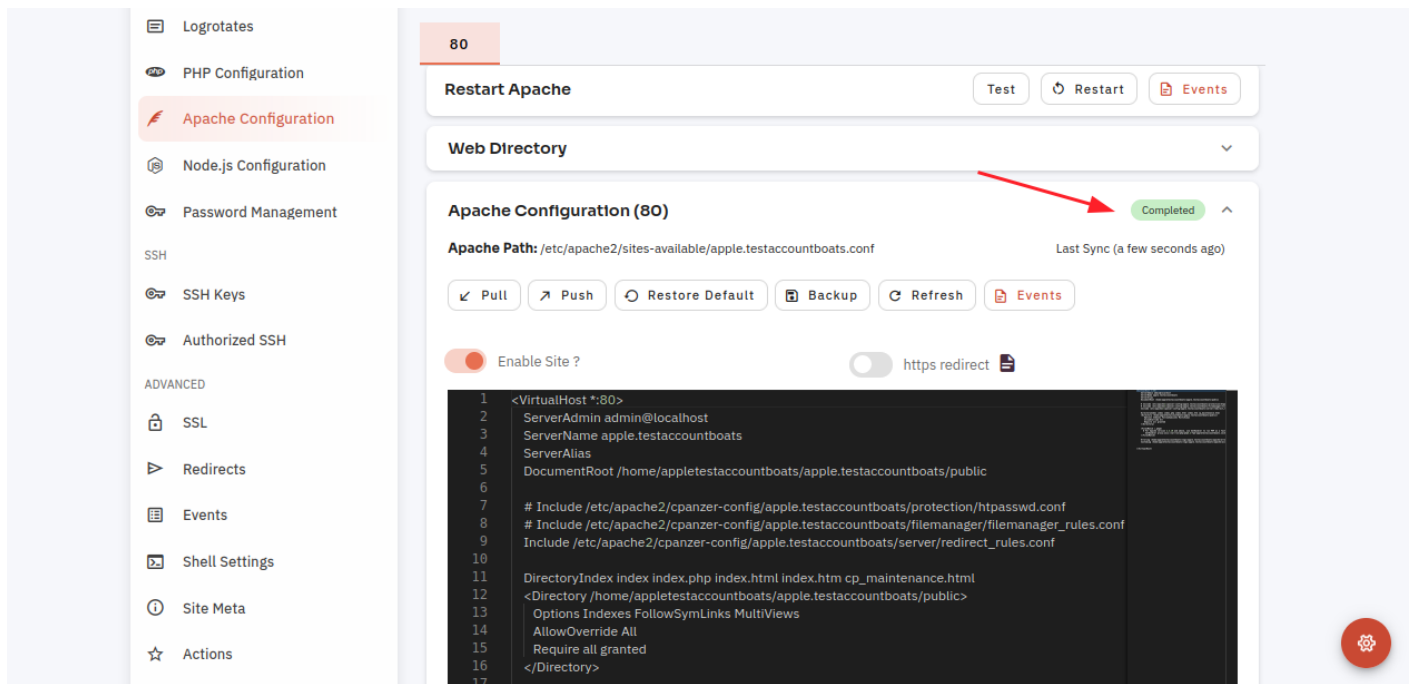 Logrotates
PHP Configuration
Apache Configuration
Node.js Configuration
Password Management
SSH
SSH Keys
Authorized SSH
ADVANCED
SSL
Redirects
Events
Shell Settings
Site Meta
Actions
80
Restart Apache
Test
Restart
Events
Web Directory
Apache Configuration (80)
Completed
Apache Path: /etc/apache2/sites-available/apple.testaccountboats.conf
Last Sync (a few seconds ago)
Pull
Push
Restore Default
Backup
Refresh
Events
Enable Site ?
https redirect
1 <VirtualHost *:80>
2 ServerAdmin admin@localhost
3 ServerName apple.testaccountboats
4 ServerAlias
5 DocumentRoot /home/appletestaccountboats/apple.testaccountboats/public
6
7 # Include /etc/apache2/cpanzer-config/apple.testaccountboats/protection/htpasswd.conf
8 # Include /etc/apache2/cpanzer-config/apple.testaccountboats/filemanager/filemanager_rules.conf
9 Include /etc/apache2/cpanzer-config/apple.testaccountboats/server/redirect_rules.conf
10
11 DirectoryIndex index index.php index.html index.htm cp_maintenance.html
12 <Directory /home/appletestaccountboats/apple.testaccountboats/public>
13 Options Indexes FollowSymLinks MultiViews
14 AllowOverride All
15 Require all granted
16 </Directory>
17